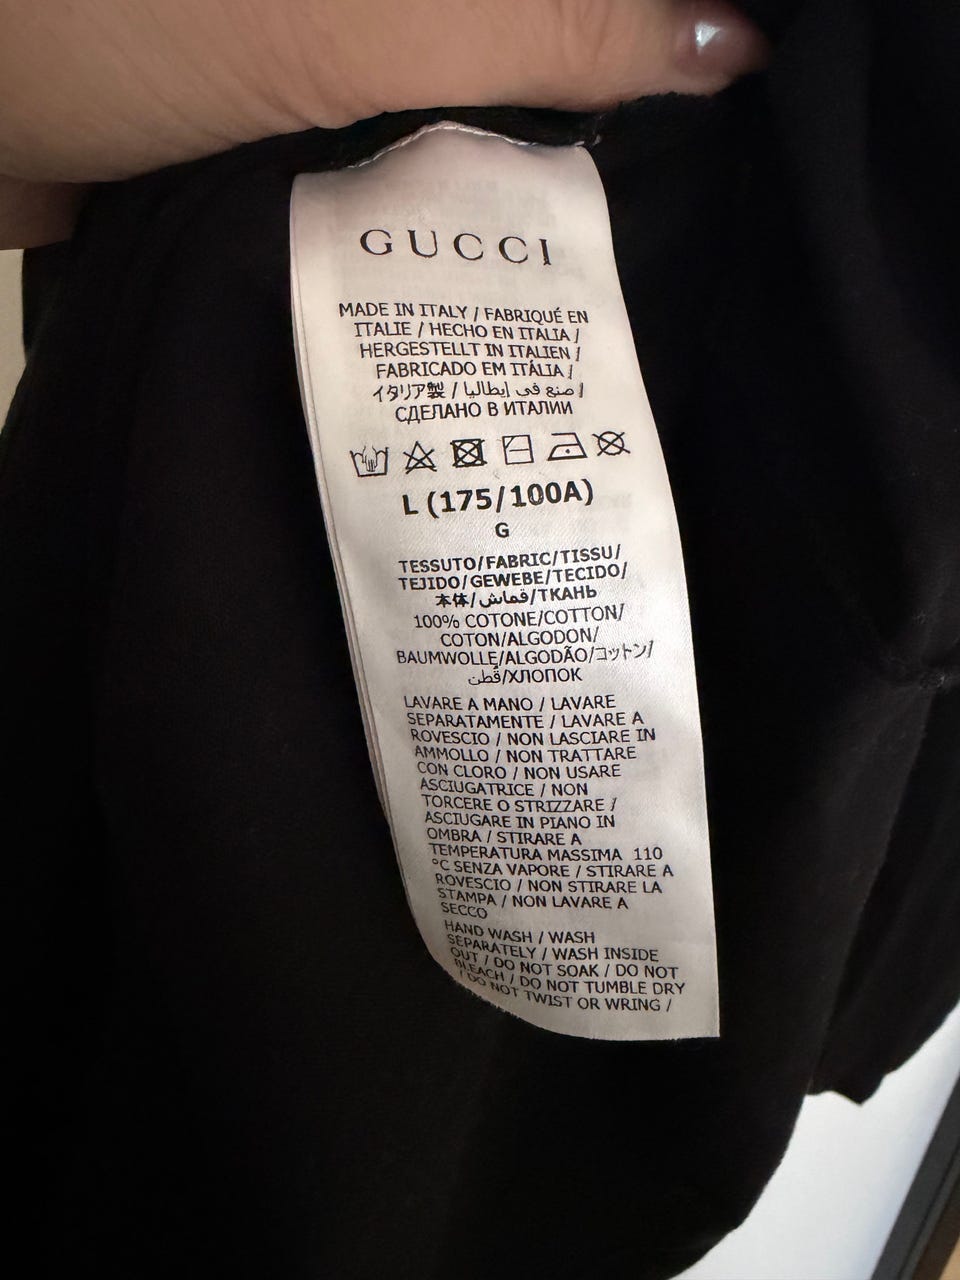 GUCCI
MADE IN ITALY / FABRIQUÉ EN
ITALIE / HECHO EN ITALIA /
HERGESTELLT IN ITALIEN /
FABRICADO EM ITÁLIA /
イタリア製 / صنع في إيطاليا /
СДЕЛАНО В ИТАЛИИ
L (175/100A)
G
TESSUTO/FABRIC/TISSU/
TEJIDO/GEWEBE/TECIDO/
本体/قماش/ТКАНЬ
100% COTONE/COTTON/
COTON/ALGODON/
BAUMWOLLE/ALGODÃO/コットン/
قُطن/ХЛОПОК
LAVARE A MANO / LAVARE
SEPARATAMENTE / LAVARE A
ROVESCIO / NON LASCIARE IN
AMMOLLO / NON TRATTARE
CON CLORO / NON USARE
ASCIUGATRICE / NON
TORCERE O STRIZZARE /
ASCIUGARE IN PIANO IN
OMBRA / STIRARE A
TEMPERATURA MASSIMA 110
°C SENZA VAPORE / STIRARE A
ROVESCIO / NON STIRARE LA
STAMPA / NON LAVARE A
SECCO
HAND WASH / WASH
SEPARATELY / WASH INSIDE
OUT / DO NOT SOAK / DO NOT
BLEACH / DO NOT TUMBLE DRY
/ DO NOT TWIST OR WRING /